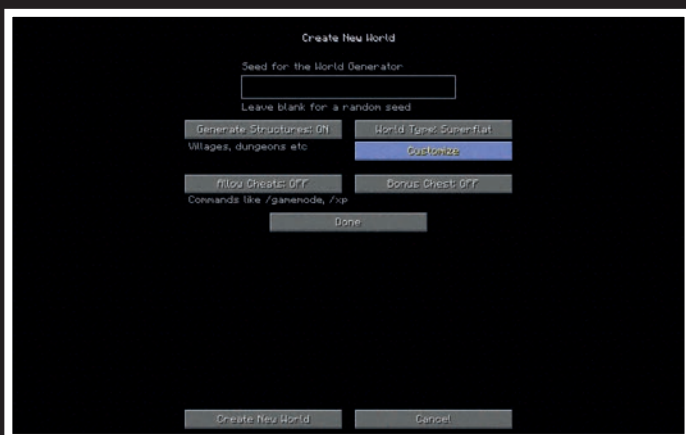 Create New World
Seed for the World Generator
Leave blank for a random seed
Generate Structures: ON
World Type: Superflat
Villages, dungeons etc
Customize
Allow Cheats: OFF
Bonus Chest: OFF
Commands like /gamemode, /xp
Done
Create New World
Cancel